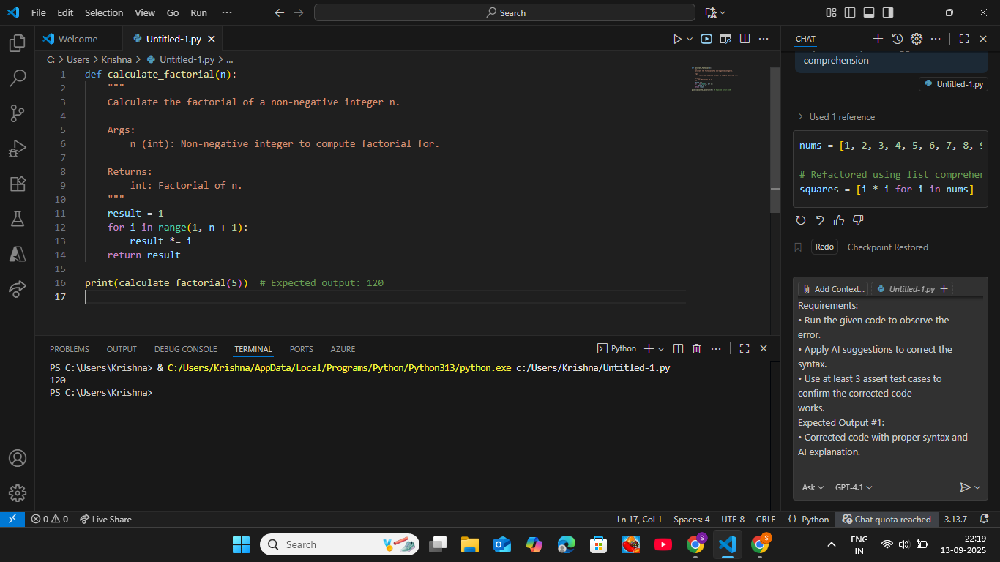 File Edit Selection View Go Run ···
Search
Welcome
Untitled-1.py
C: > Users > Krishna > Untitled-1.py > ...
1 def calculate_factorial(n):
2 """
3 Calculate the factorial of a non-negative integer n.
4
5 Args:
6 n (int): Non-negative integer to compute factorial for.
7
8 Returns:
9 int: Factorial of n.
10 """
11 result = 1
12 for i in range(1, n + 1):
13 result *= i
14 return result
15
16 print(calculate_factorial(5))  # Expected output: 120
17
PROBLEMS OUTPUT DEBUG CONSOLE TERMINAL PORTS AZURE
Python
PS C:\Users\Krishna> & C:/Users/Krishna/AppData/Local/Programs/Python/Python313/python.exe c:/Users/Krishna/Untitled-1.py
120
PS C:\Users\Krishna>
CHAT
comprehension
Untitled-1.py
> Used 1 reference
nums = [1, 2, 3, 4, 5, 6, 7, 8, 9
# Refactored using list comprehen
squares = [i * i for i in nums]
Redo Checkpoint Restored
Add Context... Untitled-1.py +
Requirements:
• Run the given code to observe the
error.
• Apply AI suggestions to correct the
syntax.
• Use at least 3 assert test cases to
confirm the corrected code
works.
Expected Output #1:
• Corrected code with proper syntax and
AI explanation.
Ask GPT-4.1
0 0 Live Share
Ln 17, Col 1 Spaces: 4 UTF-8 CRLF {} Python Chat quota reached 3.13.7
Search
ENG
IN
22:19
13-09-2025